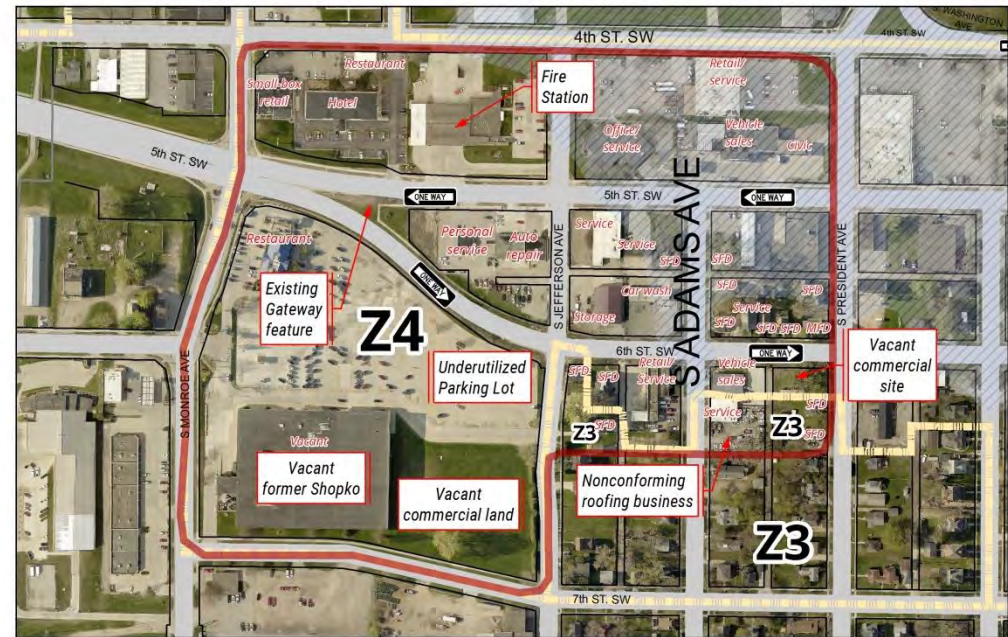 S. WASHINGTON
AVE
4th ST. SW
4th ST. SW
Restaurant
Retail/
service
Fire
Station
Small-box
retail
Hotel
Office/
service
Vehicle
sales
Civic
5th ST. SW
ONE WAY
5th ST. SW
ONE WAY
S ADAMS AVE
S JEFFERSON AVE
S PRESIDENT AVE
S MONROE AVE
Restaurant
Personal
service
Auto
repair
Service
Service
SFD
SFD
Existing
Gateway
feature
ONE WAY
Car wash
Storage
SFD
Service
SFD
SFD
SFD
SFD
MFD
Z4
6th ST. SW
ONE WAY
Underutilized
Parking Lot
Vacant
commercial
site
SFD
SFD
Retail/
Service
Vehicle
sales
SFD
Service
Z3
SFD
Z3
SFD
Vacant
Vacant
former Shopko
Vacant
commercial land
Nonconforming
roofing business
Z3
7th ST. SW